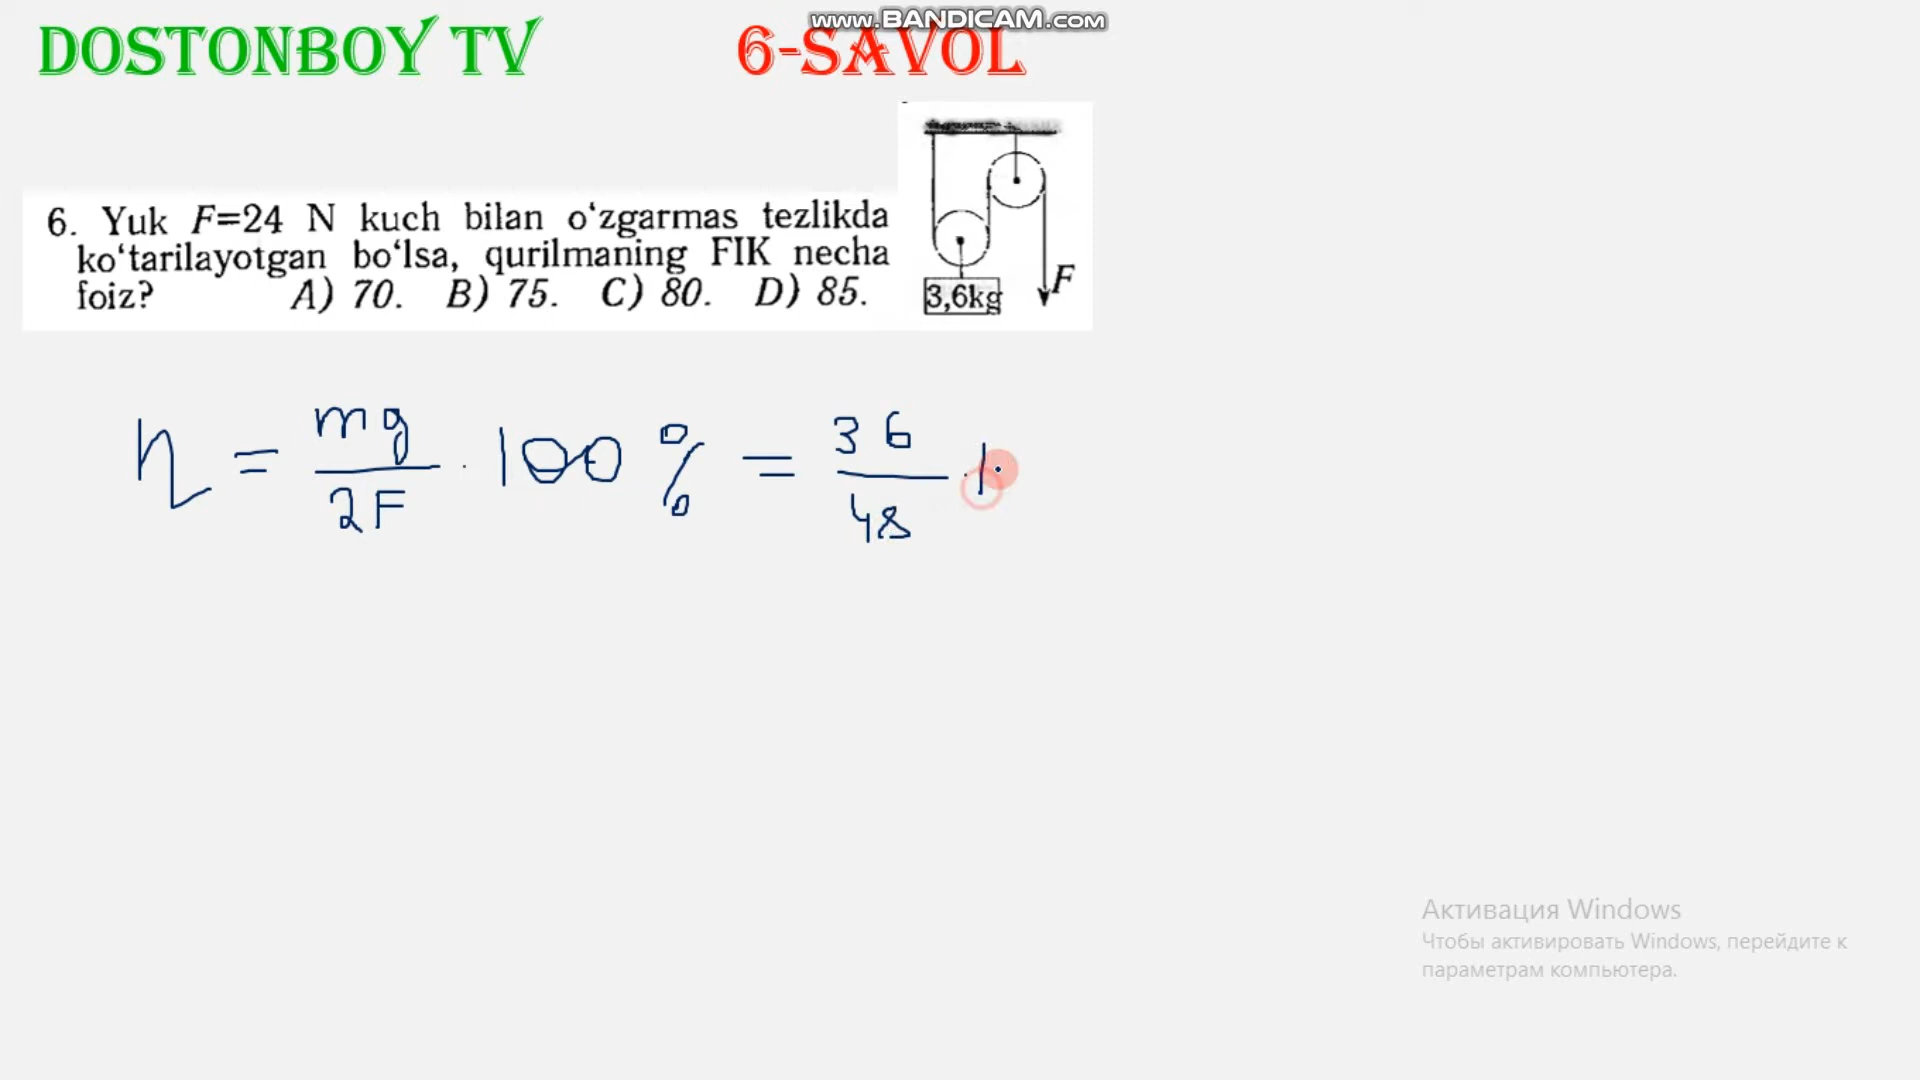 www.BANDICAM.com
DOSTONBOY TV
6-SAVOL
6. Yuk F=24 N kuch bilan o‘zgarmas tezlikda
ko‘tarilayotgan bo‘lsa, qurilmaning FIK necha
foiz? A) 70. B) 75. C) 80. D) 85.
3,6kg
F
η = mg/2F · 100 % = 36/48 · 1
Активация Windows
Чтобы активировать Windows, перейдите к
параметрам компьютера.